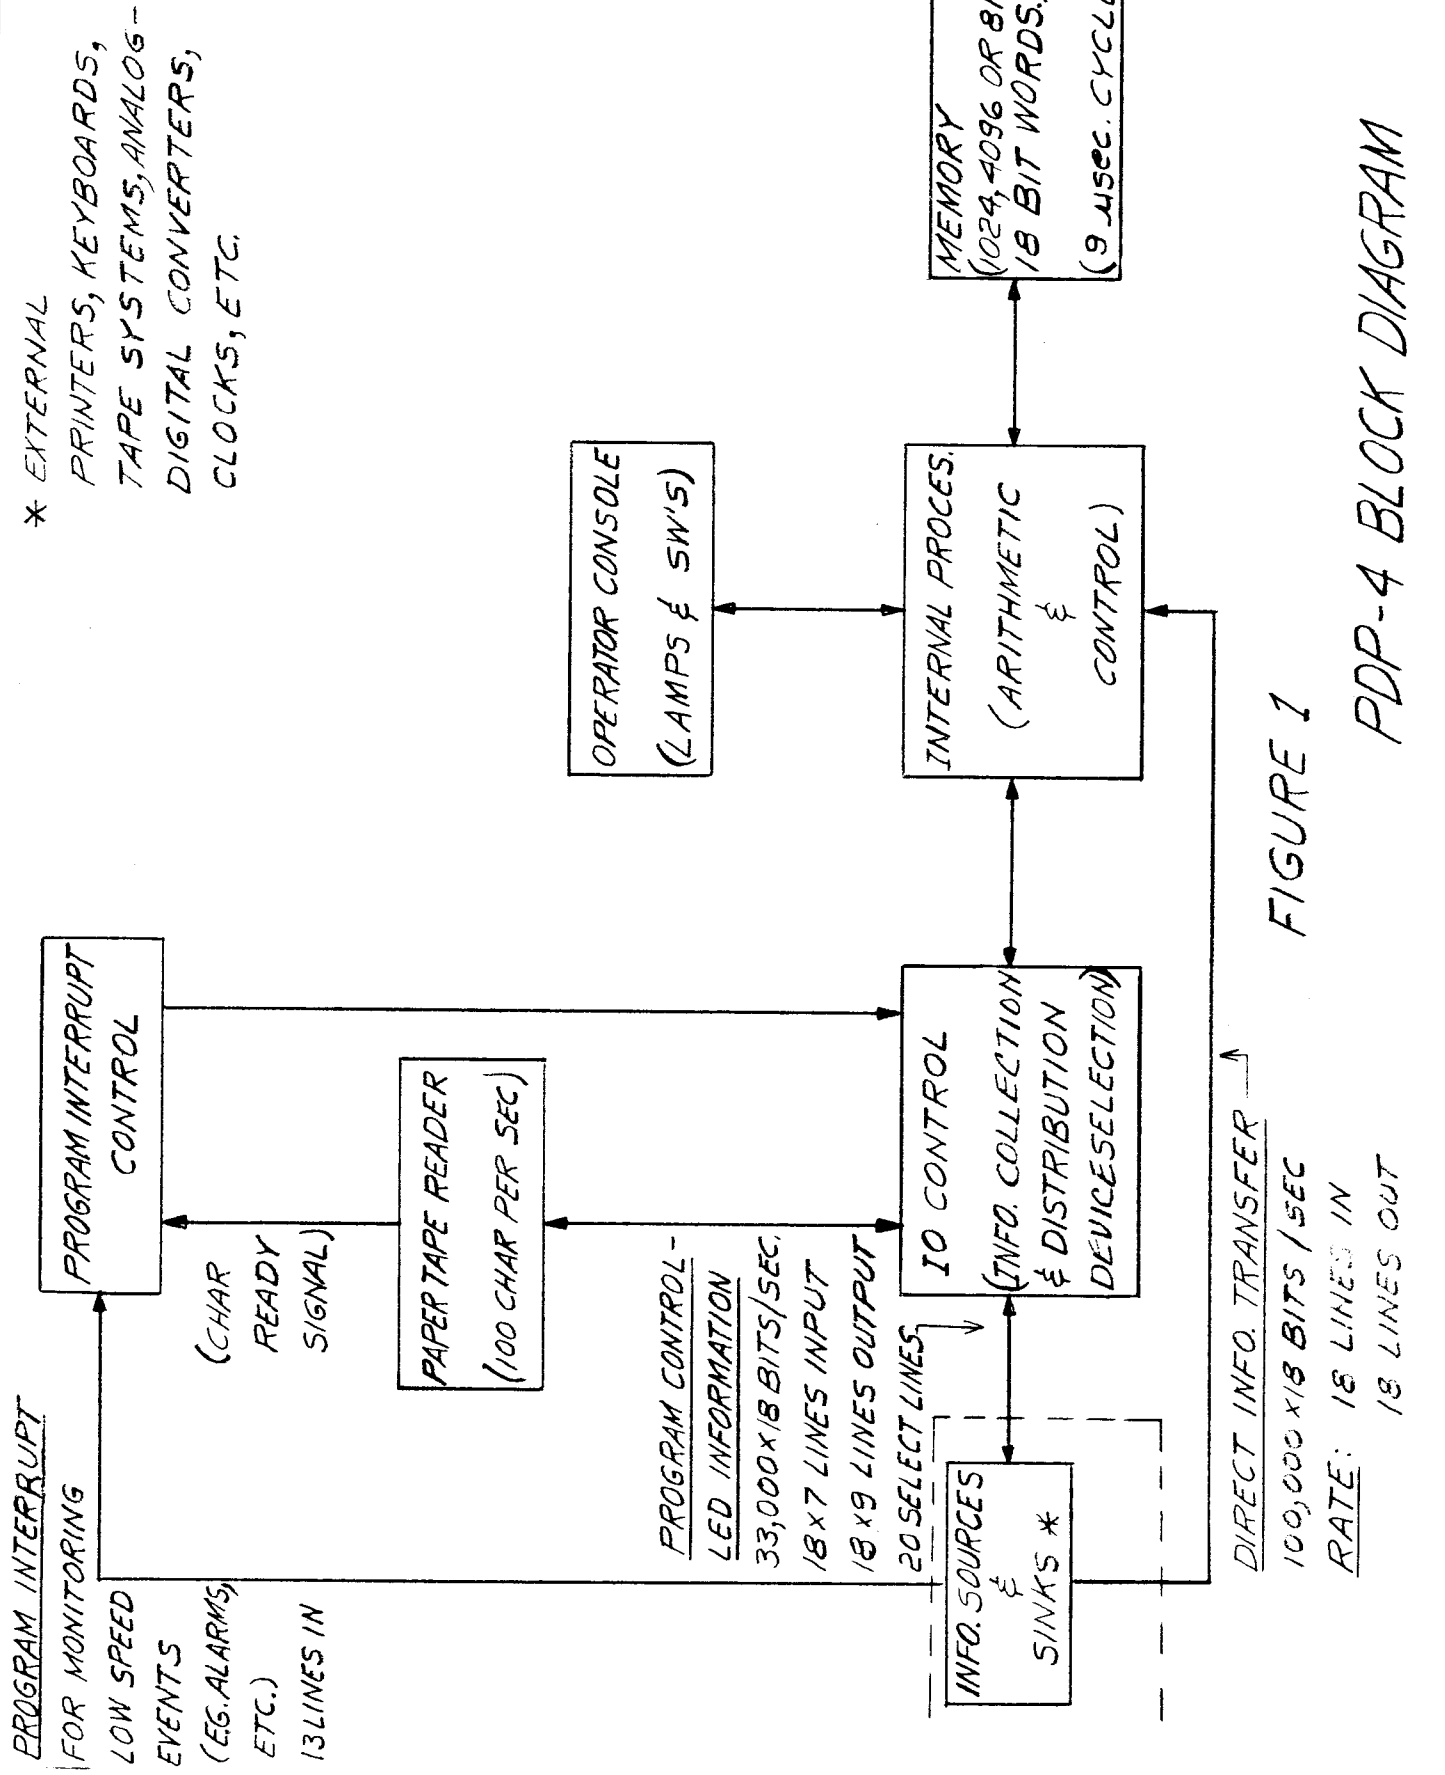 PROGRAM INTERRUPT
FOR MONITORING
LOW SPEED
EVENTS
(EG. ALARMS,
ETC.)
13 LINES IN
PROGRAM INTERRUPT
CONTROL
(CHAR
READY
SIGNAL)
PAPER TAPE READER
(100 CHAR PER SEC)
* EXTERNAL
PRINTERS, KEYBOARDS,
TAPE SYSTEMS, ANALOG-
DIGITAL CONVERTERS,
CLOCKS, ETC.
OPERATOR CONSOLE
(LAMPS & SW'S)
PROGRAM CONTROL-
LED INFORMATION
33,000 x 18 BITS/SEC.
18 x 7 LINES INPUT
18 x 9 LINES OUTPUT
20 SELECT LINES
INFO. SOURCES
&
SINKS *
IO CONTROL
(INFO. COLLECTION
& DISTRIBUTION
DEVICE SELECTION)
INTERNAL PROCES.
(ARITHMETIC
&
CONTROL)
MEMORY
(1024, 4096 OR
18 BIT WORDS.
(9 µSEC. CYCLE
DIRECT INFO. TRANSFER
100,000 x 18 BITS / SEC
RATE: 18 LINES IN
18 LINES OUT
FIGURE 1
PDP-4 BLOCK DIAGRAM